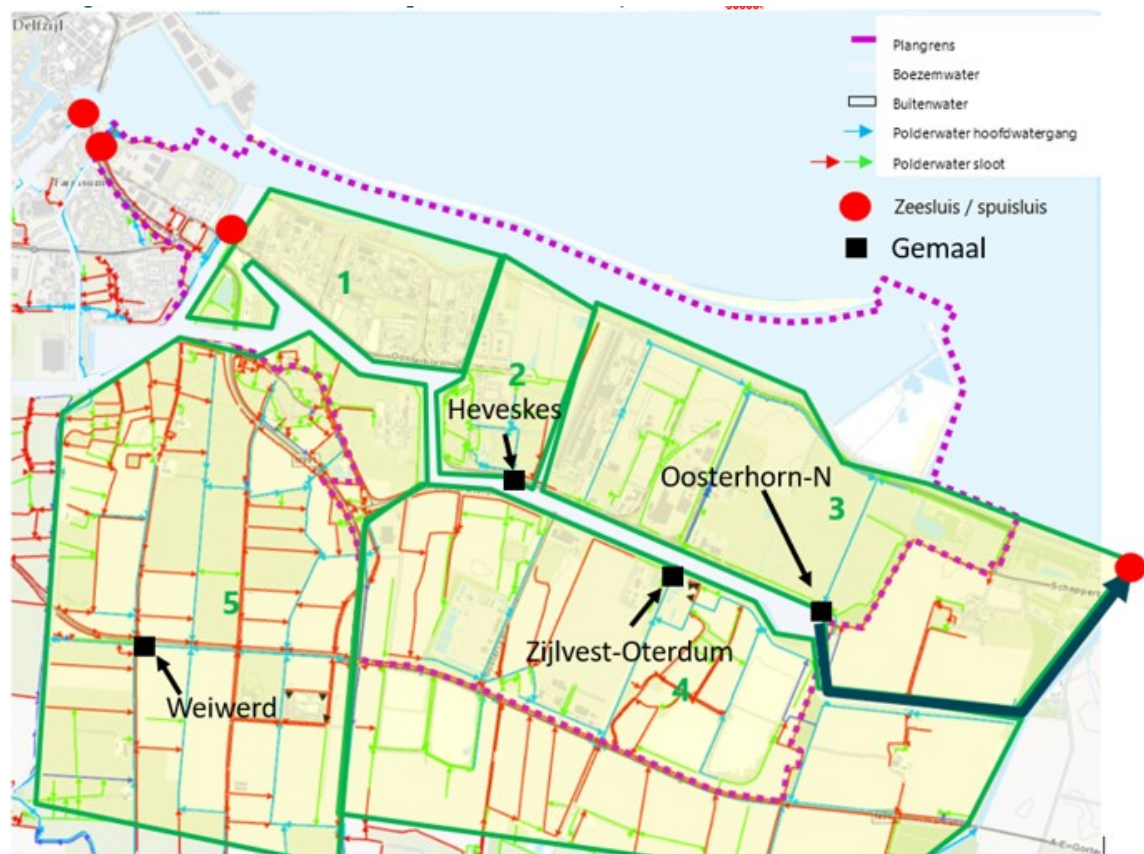 Delfzijl
Plangrens
Boezemwater
Buitenwater
Polderwater hoofdwatergang
Polderwater sloot
Zeesluis / spuisluis
Gemaal
1
Oosterhorn
2
Heveskes
Oosterhorn-N
3
5
Zijlvest-Oterdum
4
Weiwerd